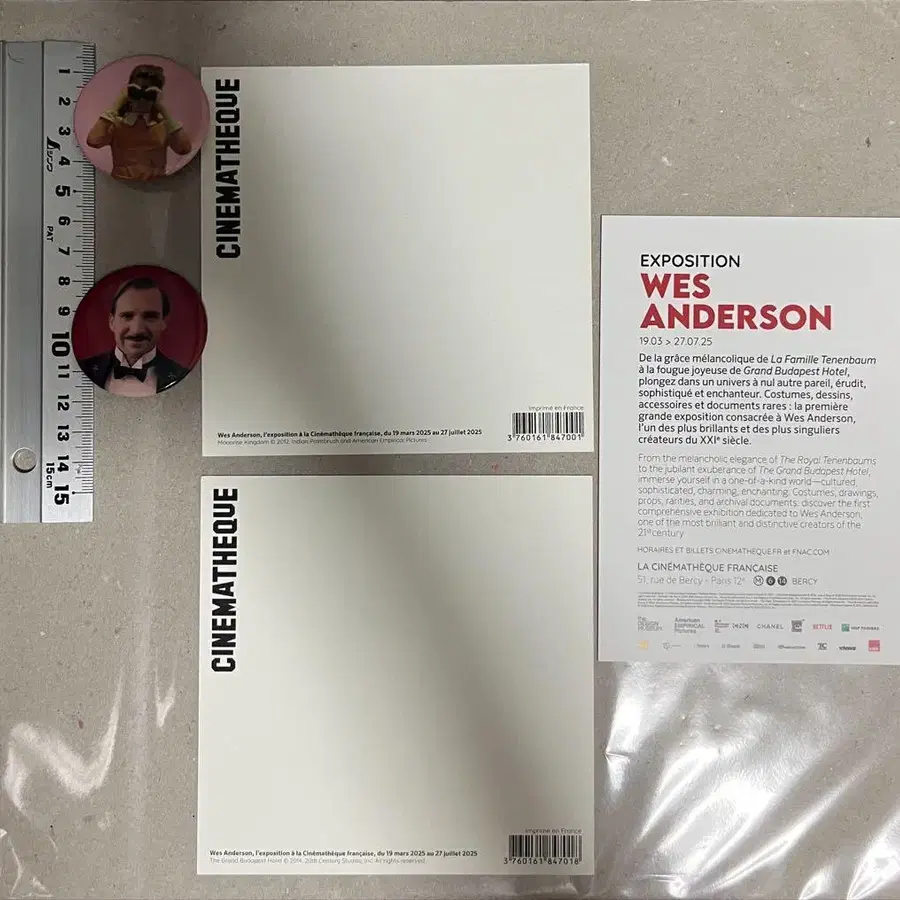 1
2
3
4
5
6
7
8
9
10
11
12
13
14
15
15cm
PAT
CINEMATHEQUE
Imprimé en France
3 760161 847001
Wes Anderson, l'exposition à la Cinémathèque française, du 19 mars 2025 au 27 juillet 2025
Moonrise Kingdom © 2012, Indian Paintbrush and American Empirical Pictures
CINEMATHEQUE
Imprimé en France
3 760161 847018
Wes Anderson, l'exposition à la Cinémathèque française, du 19 mars 2025 au 27 juillet 2025
The Grand Budapest Hotel © 2014, 20th Century Studios, Inc. All rights reserved.
EXPOSITION
WES
ANDERSON
19.03 > 27.07.25
De la grâce mélancolique de La Famille Tenenbaum
à la fougue joyeuse de Grand Budapest Hotel,
plongez dans un univers à nul autre pareil, érudit,
sophistiqué et enchanteur. Costumes, dessins,
accessoires et documents rares : la première
grande exposition consacrée à Wes Anderson,
l'un des plus brillants et des plus singuliers
créateurs du XXIe siècle.
From the melancholic elegance of The Royal Tenenbaums
to the jubilant exuberance of The Grand Budapest Hotel,
immerse yourself in a one-of-a-kind world—cultured,
sophisticated, charming, enchanting. Costumes, drawings,
props, rarities, and archival documents: discover the first
comprehensive exhibition dedicated to Wes Anderson,
one of the most brilliant and distinctive creators of the
21st century
HORAIRES ET BILLETS CINEMATHEQUE.FR et FNAC.COM
LA CINÉMATHÈQUE FRANÇAISE
51, rue de Bercy - Paris 12e M 6 14 BERCY
the DESIGN MUSEUM
American EMPIRICAL Pictures
CHANEL
NETFLIX
BNP PARIBAS